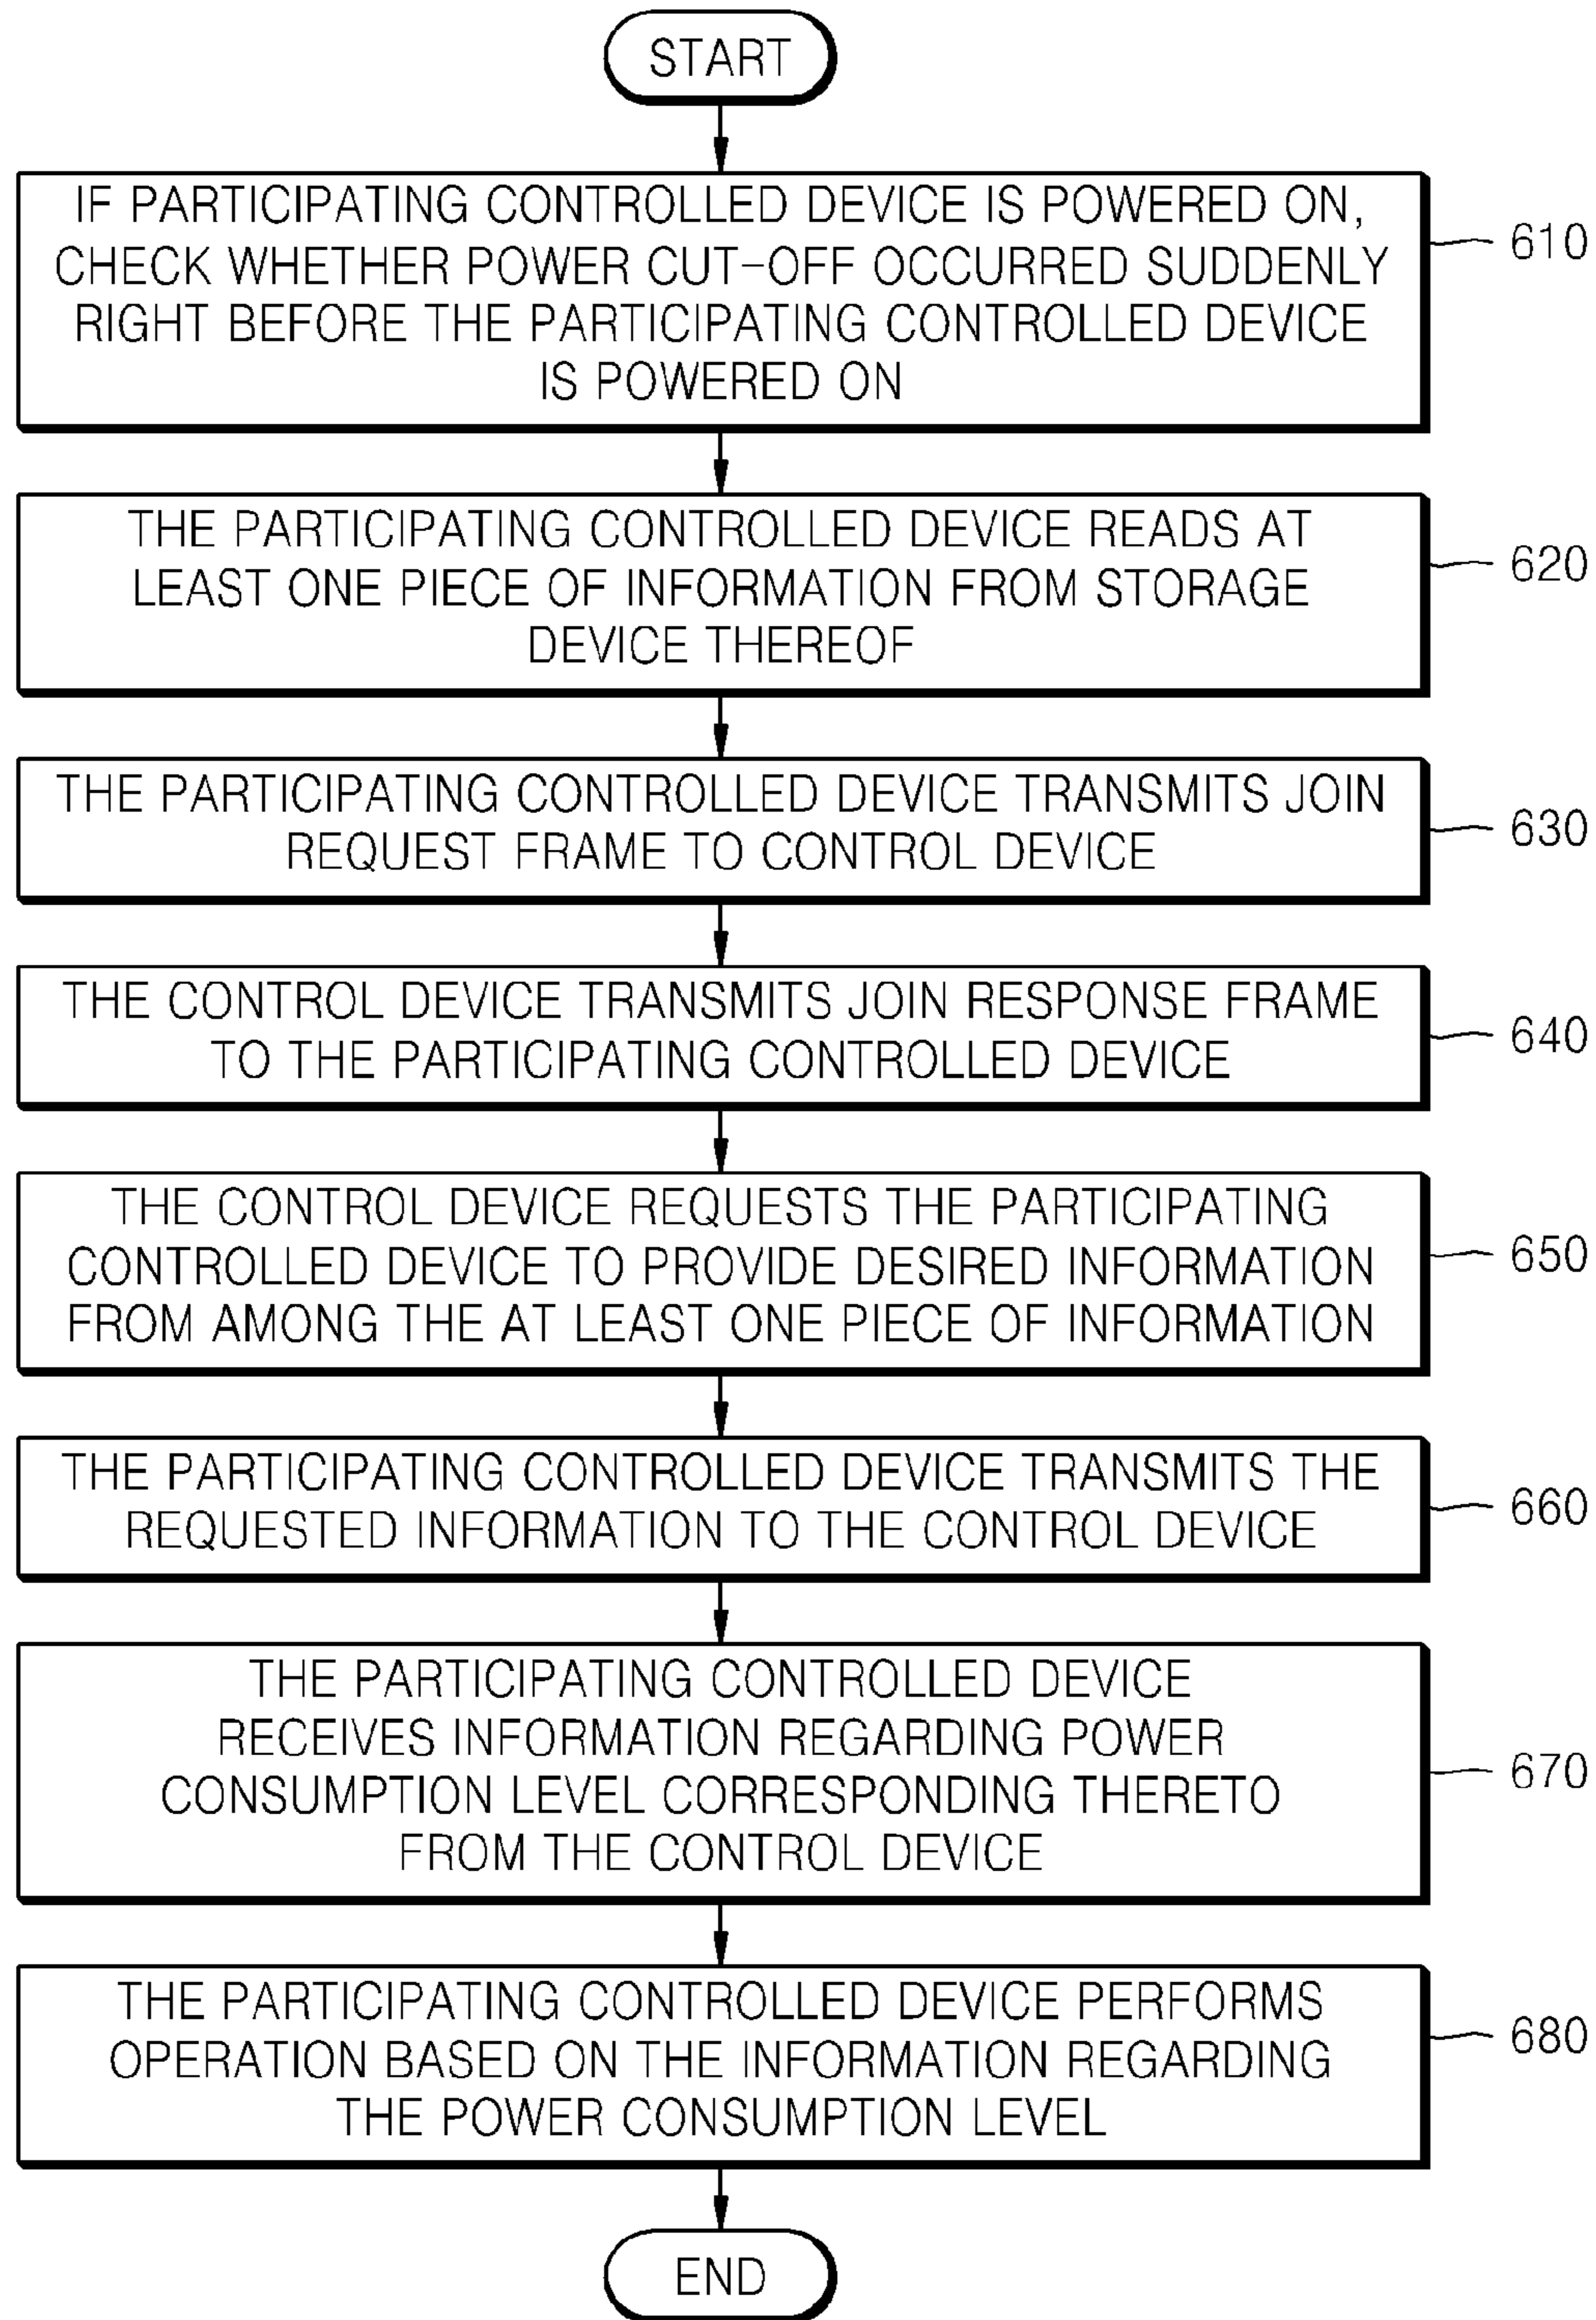 START
IF PARTICIPATING CONTROLLED DEVICE IS POWERED ON,
CHECK WHETHER POWER CUT-OFF OCCURRED SUDDENLY
RIGHT BEFORE THE PARTICIPATING CONTROLLED DEVICE
IS POWERED ON
610
THE PARTICIPATING CONTROLLED DEVICE READS AT
LEAST ONE PIECE OF INFORMATION FROM STORAGE
DEVICE THEREOF
620
THE PARTICIPATING CONTROLLED DEVICE TRANSMITS JOIN
REQUEST FRAME TO CONTROL DEVICE
630
THE CONTROL DEVICE TRANSMITS JOIN RESPONSE FRAME
TO THE PARTICIPATING CONTROLLED DEVICE
640
THE CONTROL DEVICE REQUESTS THE PARTICIPATING
CONTROLLED DEVICE TO PROVIDE DESIRED INFORMATION
FROM AMONG THE AT LEAST ONE PIECE OF INFORMATION
650
THE PARTICIPATING CONTROLLED DEVICE TRANSMITS THE
REQUESTED INFORMATION TO THE CONTROL DEVICE
660
THE PARTICIPATING CONTROLLED DEVICE
RECEIVES INFORMATION REGARDING POWER
CONSUMPTION LEVEL CORRESPONDING THERETO
FROM THE CONTROL DEVICE
670
THE PARTICIPATING CONTROLLED DEVICE PERFORMS
OPERATION BASED ON THE INFORMATION REGARDING
THE POWER CONSUMPTION LEVEL
680
END